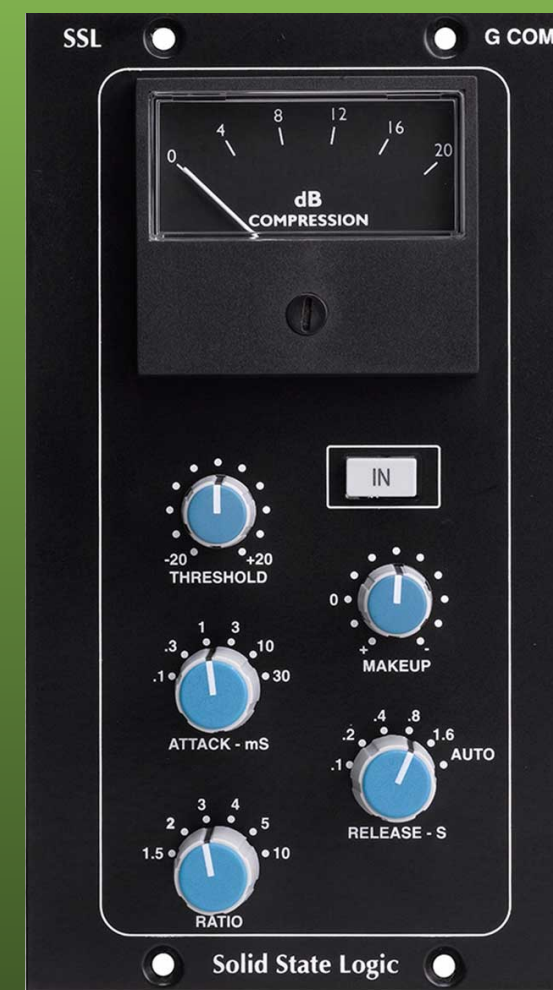 SSL
G COM
0 4 8 12 16 20
dB
COMPRESSION
IN
-20 +20
THRESHOLD
0
+ -
MAKEUP
.1 .3 1 3 10 30
ATTACK - mS
.1 .2 .4 .8 1.6 AUTO
RELEASE - S
1.5 2 3 4 5 10
RATIO
Solid State Logic